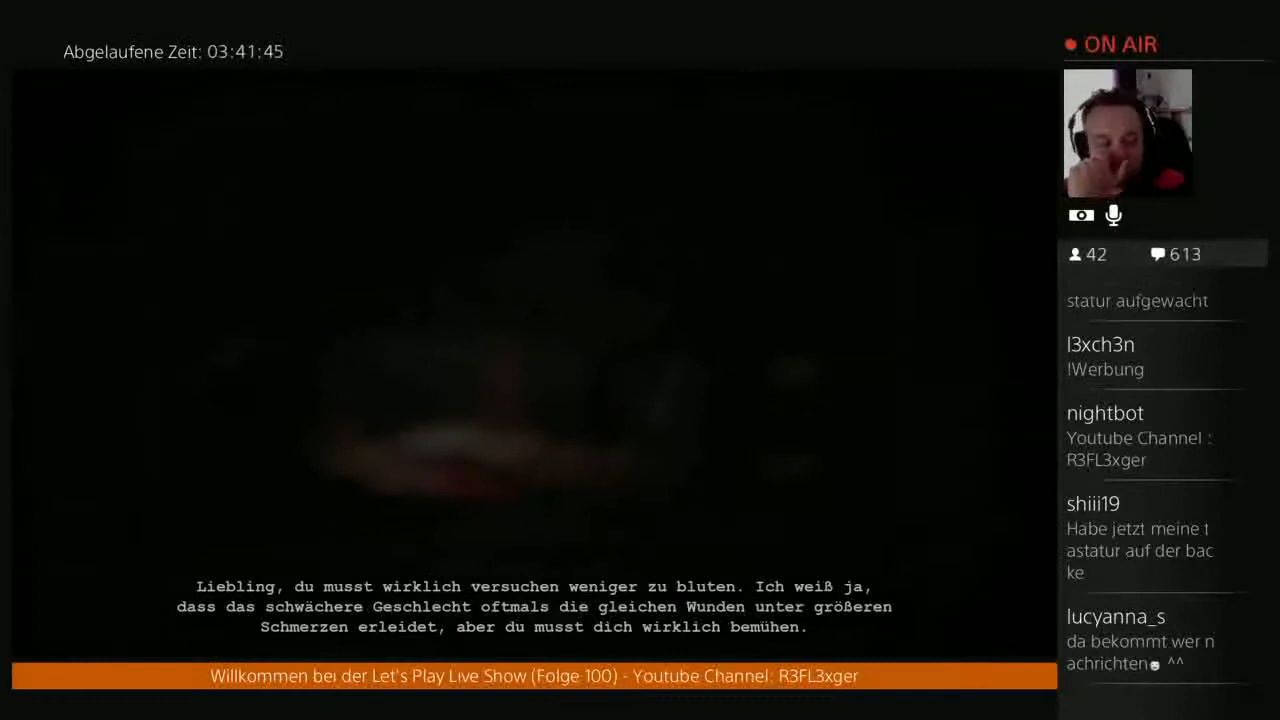 Abgelaufene Zeit: 03:41:45
ON AIR
42 613
statur aufgewacht
l3xch3n
!Werbung
nightbot
Youtube Channel :
R3FL3xger
shiii19
Habe jetzt meine t
astatur auf der bac
ke
lucyanna_s
da bekommt wer n
achrichten ^^
Liebling, du musst wirklich versuchen weniger zu bluten. Ich weiß ja,
dass das schwächere Geschlecht oftmals die gleichen Wunden unter größeren
Schmerzen erleidet, aber du musst dich wirklich bemühen.
Willkommen bei der Let's Play Live Show (Folge 100) - Youtube Channel: R3FL3xger